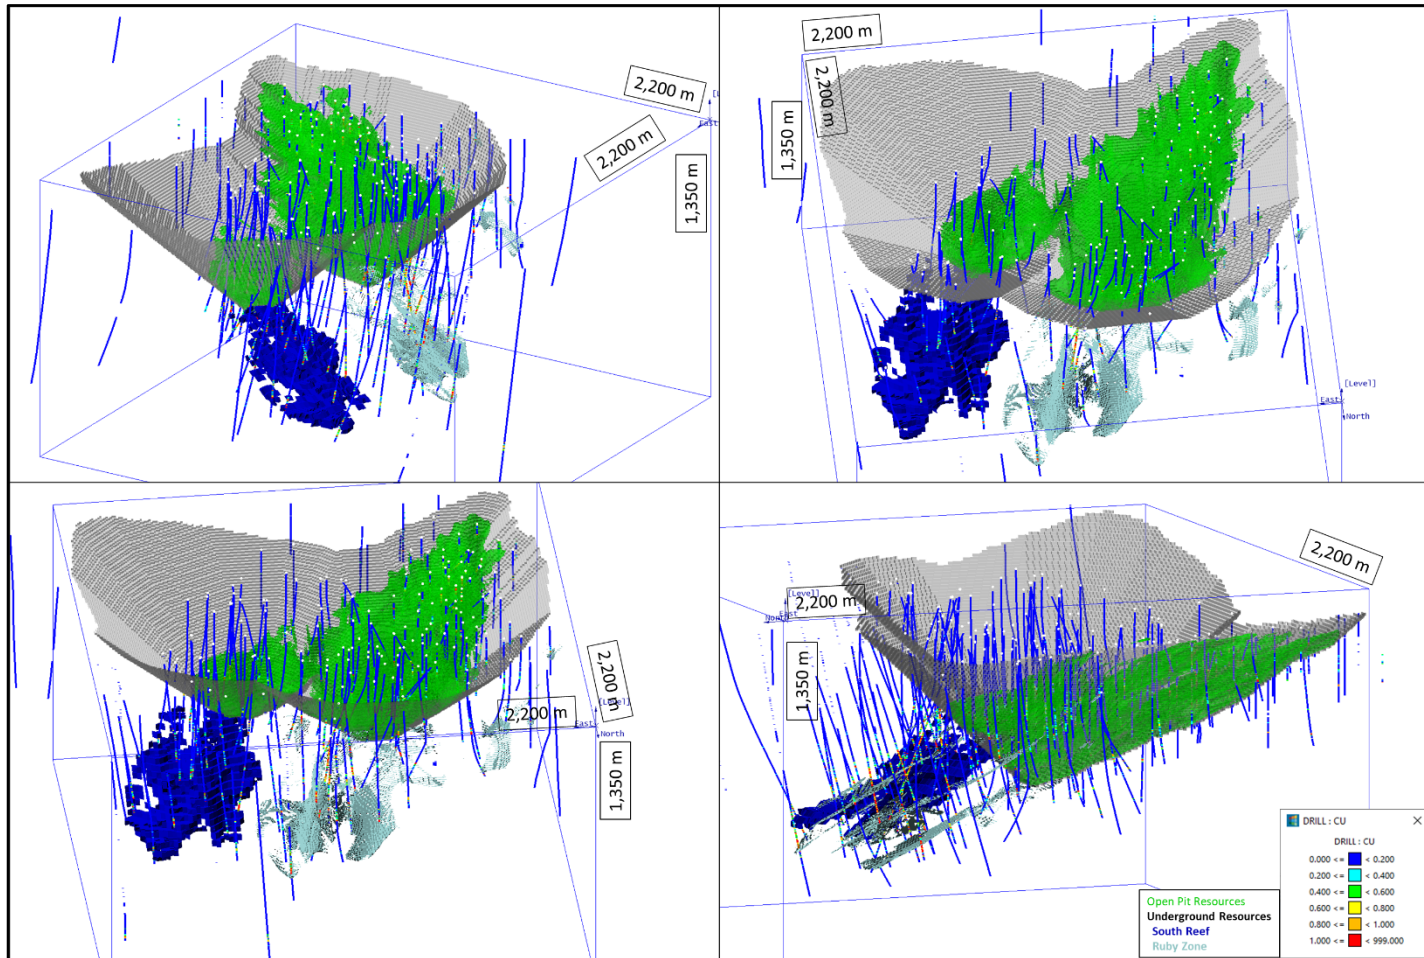 2,200 m
[L
East
2,200 m
1,350 m
2,200 m
2,200 m
1,350 m
[Level]
East
North
2,200 m
2,200 m
[Level]
East
North
1,350 m
2,200 m
[Level]
2,200 m
East
North
1,350 m
DRILL : CU
DRILL : CU
0.000 <= < 0.200
0.200 <= < 0.400
0.400 <= < 0.600
0.600 <= < 0.800
0.800 <= < 1.000
1.000 <= < 999.000
Open Pit Resources
Underground Resources
South Reef
Ruby Zone